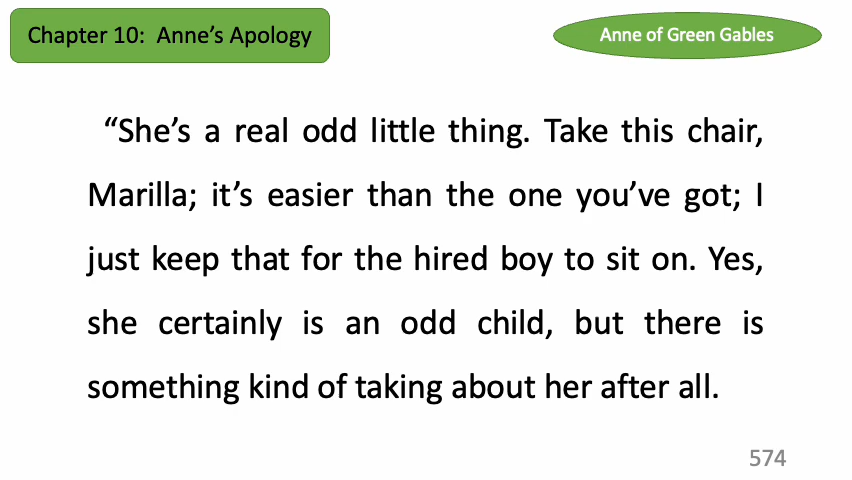 Chapter 10: Anne’s Apology
Anne of Green Gables
“She’s a real odd little thing. Take this chair,
Marilla; it’s easier than the one you’ve got; I
just keep that for the hired boy to sit on. Yes,
she certainly is an odd child, but there is
something kind of taking about her after all.
574